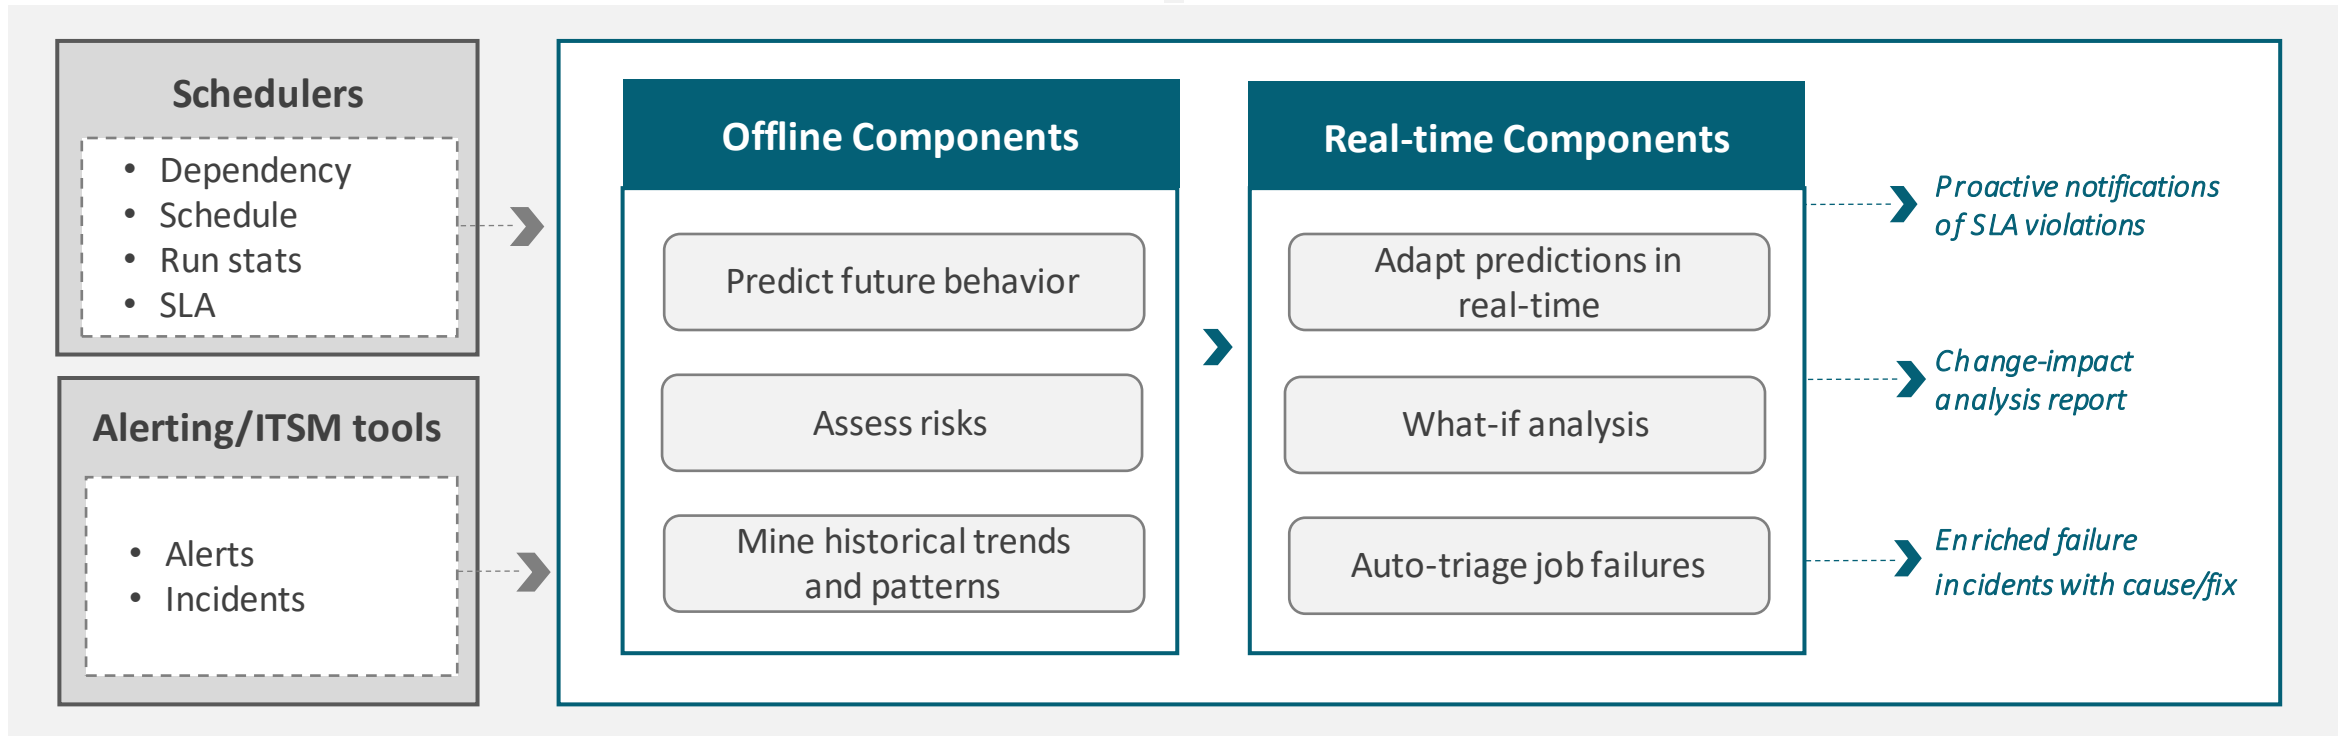 Schedulers
• Dependency
• Schedule
• Run stats
• SLA
Alerting/ITSM tools
• Alerts
• Incidents
Offline Components
Predict future behavior
Assess risks
Mine historical trends
and patterns
Real-time Components
Adapt predictions in
real-time
What-if analysis
Auto-triage job failures
Proactive notifications
of SLA violations
Change-impact
analysis report
Enriched failure
incidents with cause/fix